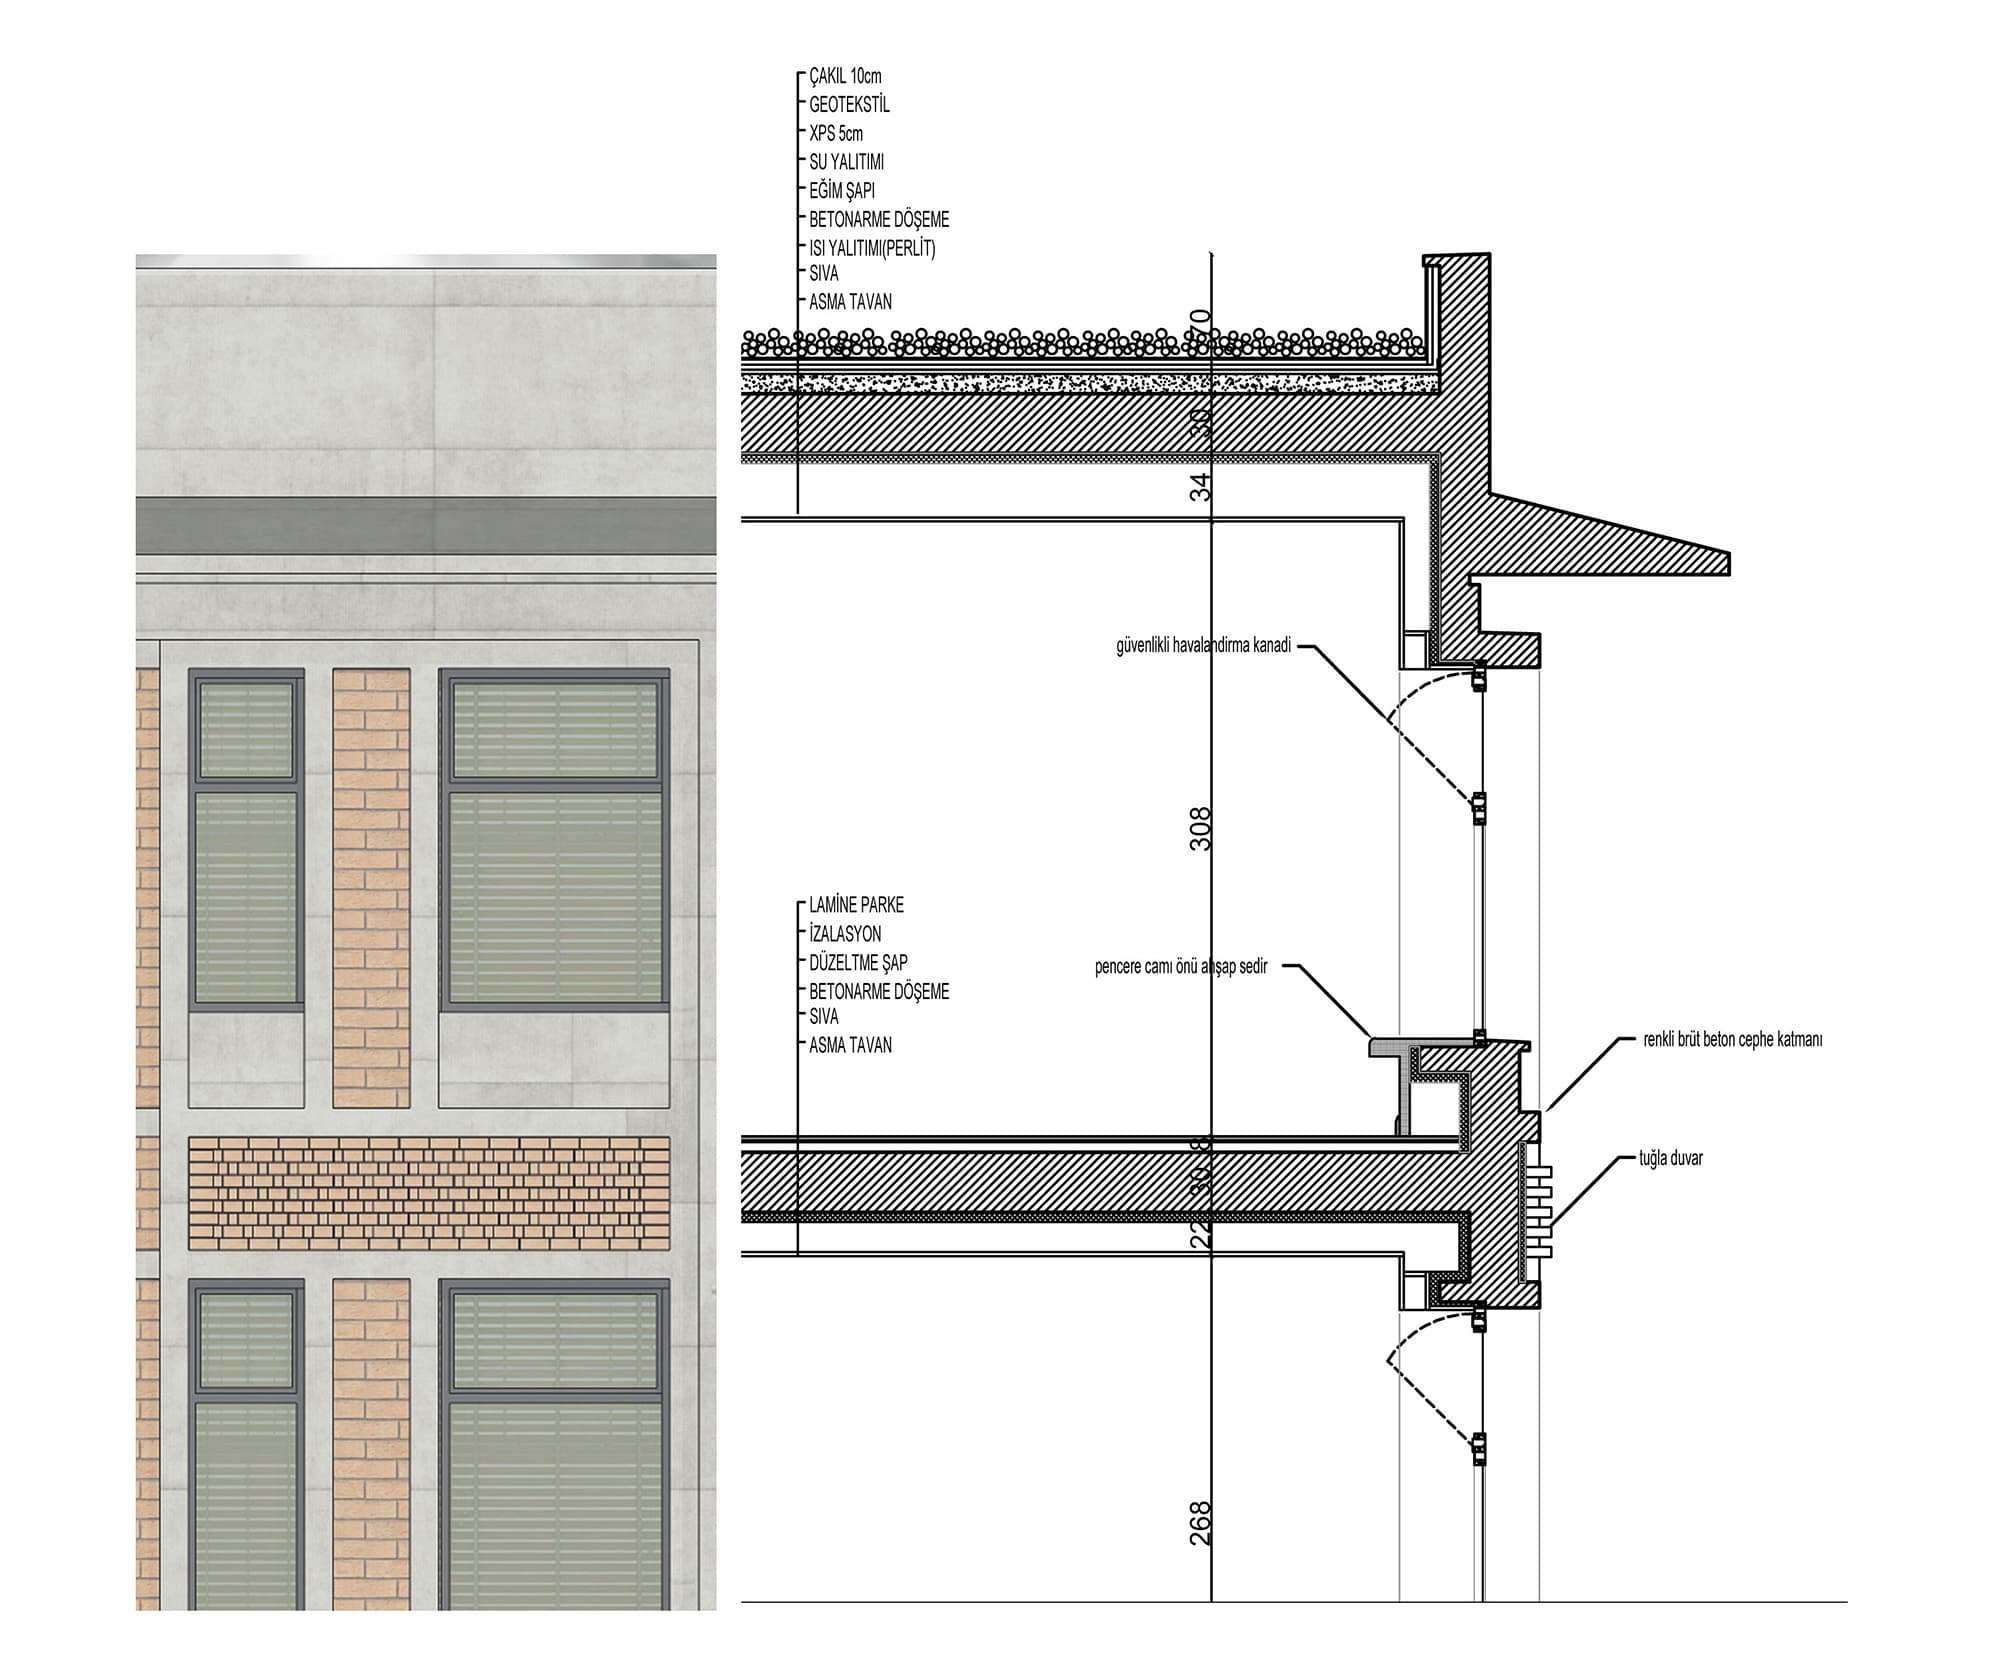 ÇAKIL 10cm
GEOTEKSTİL
XPS 5cm
SU YALITIMI
EĞİM ŞAPI
BETONARME DÖŞEME
ISI YALITIMI(PERLİT)
SIVA
ASMA TAVAN
70
30
34
güvenlikli havalandirma kanadi
308
LAMİNE PARKE
İZALASYON
DÜZELTME ŞAP
BETONARME DÖŞEME
SIVA
ASMA TAVAN
pencere camı önü ahşap sedir
renkli brüt beton cephe katmanı
tuğla duvar
8
30
22
268